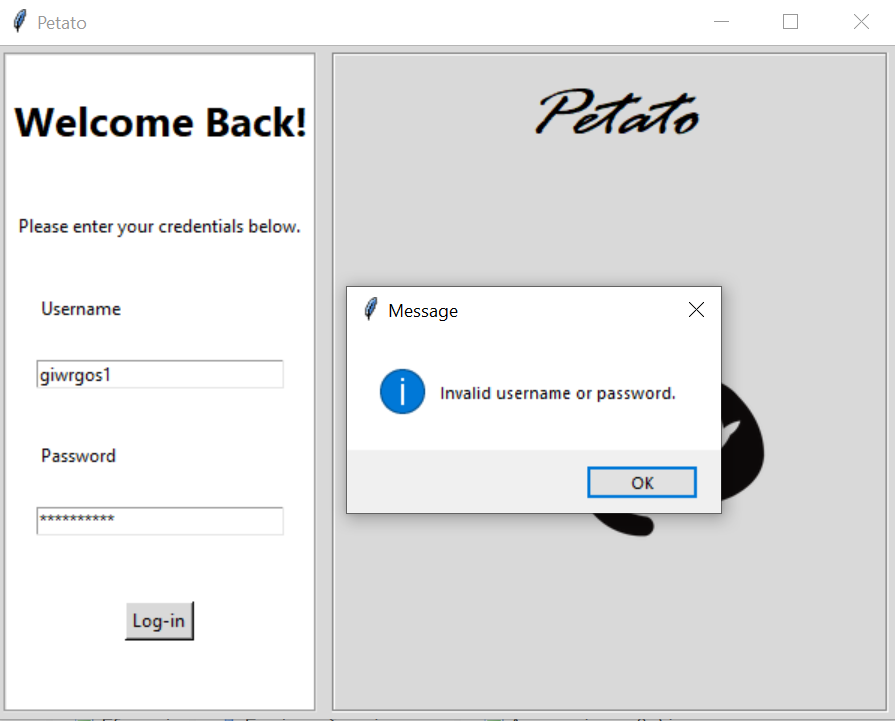 Petato
Welcome Back!
Please enter your credentials below.
Username
giwrgos1
Password
**********
Log-in
Petato
Message
Invalid username or password.
OK